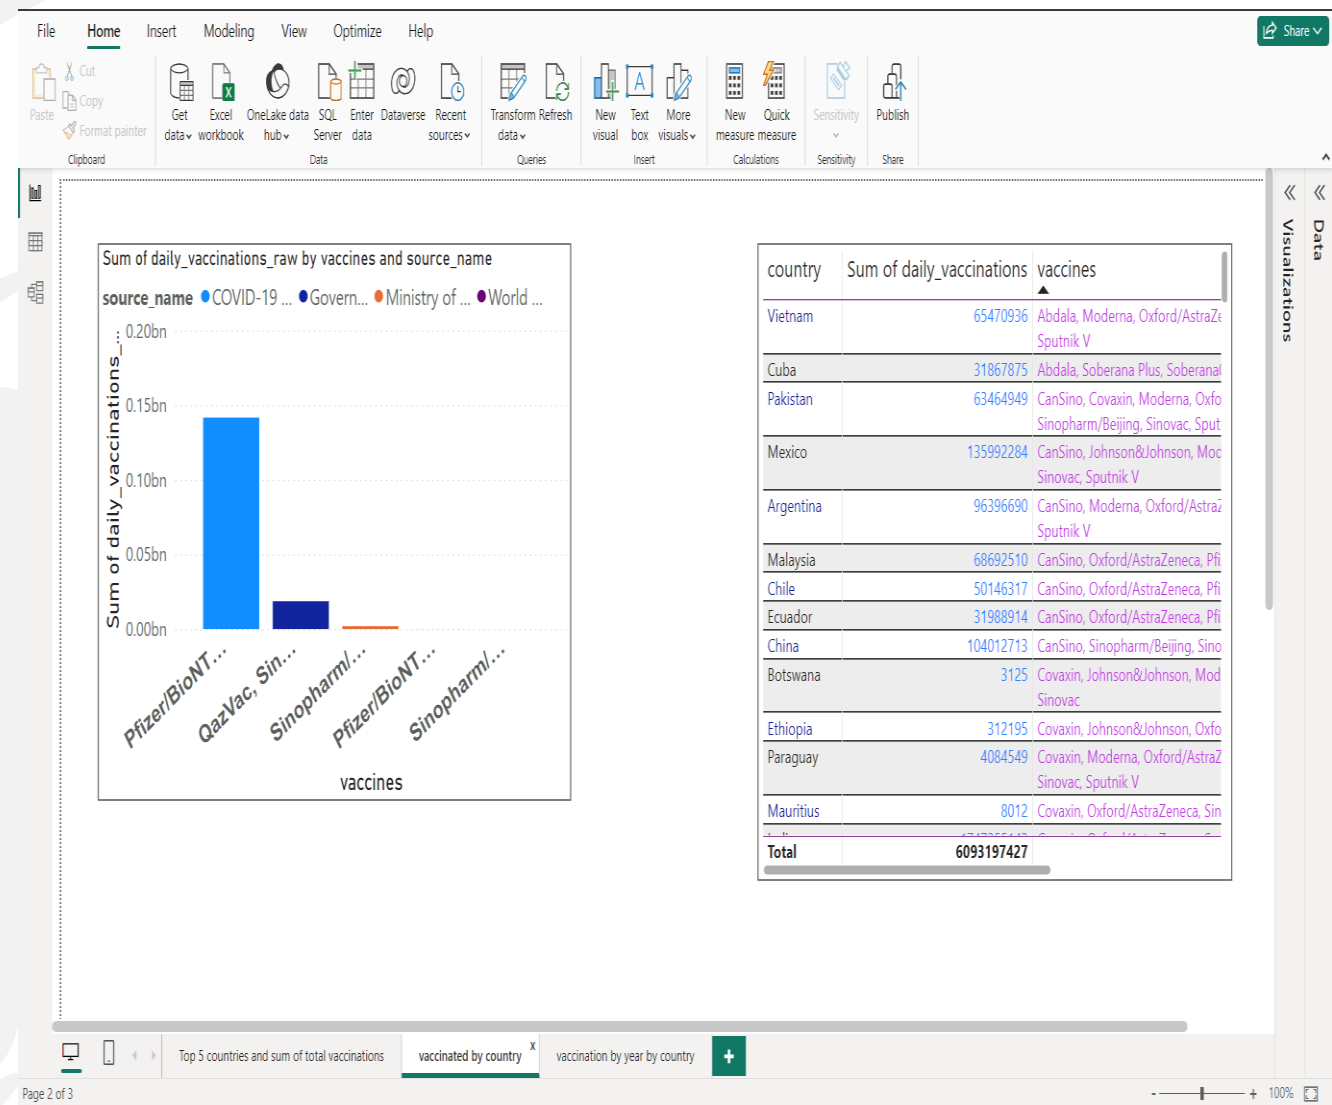 File Home Insert Modeling View Optimize Help Share
Paste
Cut
Copy
Format painter
Get data
Excel workbook
OneLake data hub
SQL Server
Enter data
Dataverse
Recent sources
Transform data
Refresh
New visual
Text box
More visuals
New measure
Quick measure
Sensitivity
Publish
Clipboard Data Queries Insert Calculations Sensitivity Share
Sum of daily_vaccinations_raw by vaccines and source_name
source_name COVID-19 ... Govern... Ministry of ... World ...
Sum of daily_vaccinations_...
0.20bn
0.15bn
0.10bn
0.05bn
0.00bn
Pfizer/BioNT...
QazVac, Sin...
Sinopharm/...
Pfizer/BioNT...
Sinopharm/...
vaccines
country Sum of daily_vaccinations vaccines
Vietnam 65470936 Abdala, Moderna, Oxford/AstraZe
Sputnik V
Cuba 31867875 Abdala, Soberana Plus, Soberana
Pakistan 63464949 CanSino, Covaxin, Moderna, Oxfo
Sinopharm/Beijing, Sinovac, Sput
Mexico 135992284 CanSino, Johnson&Johnson, Mod
Sinovac, Sputnik V
Argentina 96396690 CanSino, Moderna, Oxford/AstraZ
Sputnik V
Malaysia 68692510 CanSino, Oxford/AstraZeneca, Pfi
Chile 50146317 CanSino, Oxford/AstraZeneca, Pfi
Ecuador 31988914 CanSino, Oxford/AstraZeneca, Pfi
China 104012713 CanSino, Sinopharm/Beijing, Sino
Botswana 3125 Covaxin, Johnson&Johnson, Mod
Sinovac
Ethiopia 312195 Covaxin, Johnson&Johnson, Oxfo
Paraguay 4084549 Covaxin, Moderna, Oxford/AstraZ
Sinovac, Sputnik V
Mauritius 8012 Covaxin, Oxford/AstraZeneca, Sin
Total 6093197427
Visualizations
Data
Top 5 countries and sum of total vaccinations vaccinated by country x vaccination by year by country +
Page 2 of 3 - + 100%